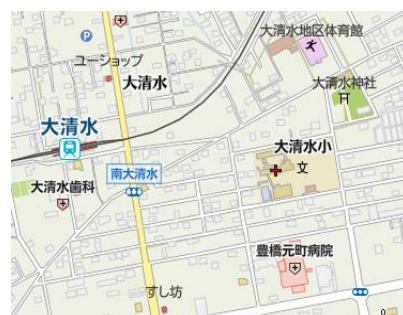 大清水地区体育館
ユーショップ
大清水
大清水神社
大清水
大清水小
文
南大清水
大清水歯科
豊橋元町病院
すし坊